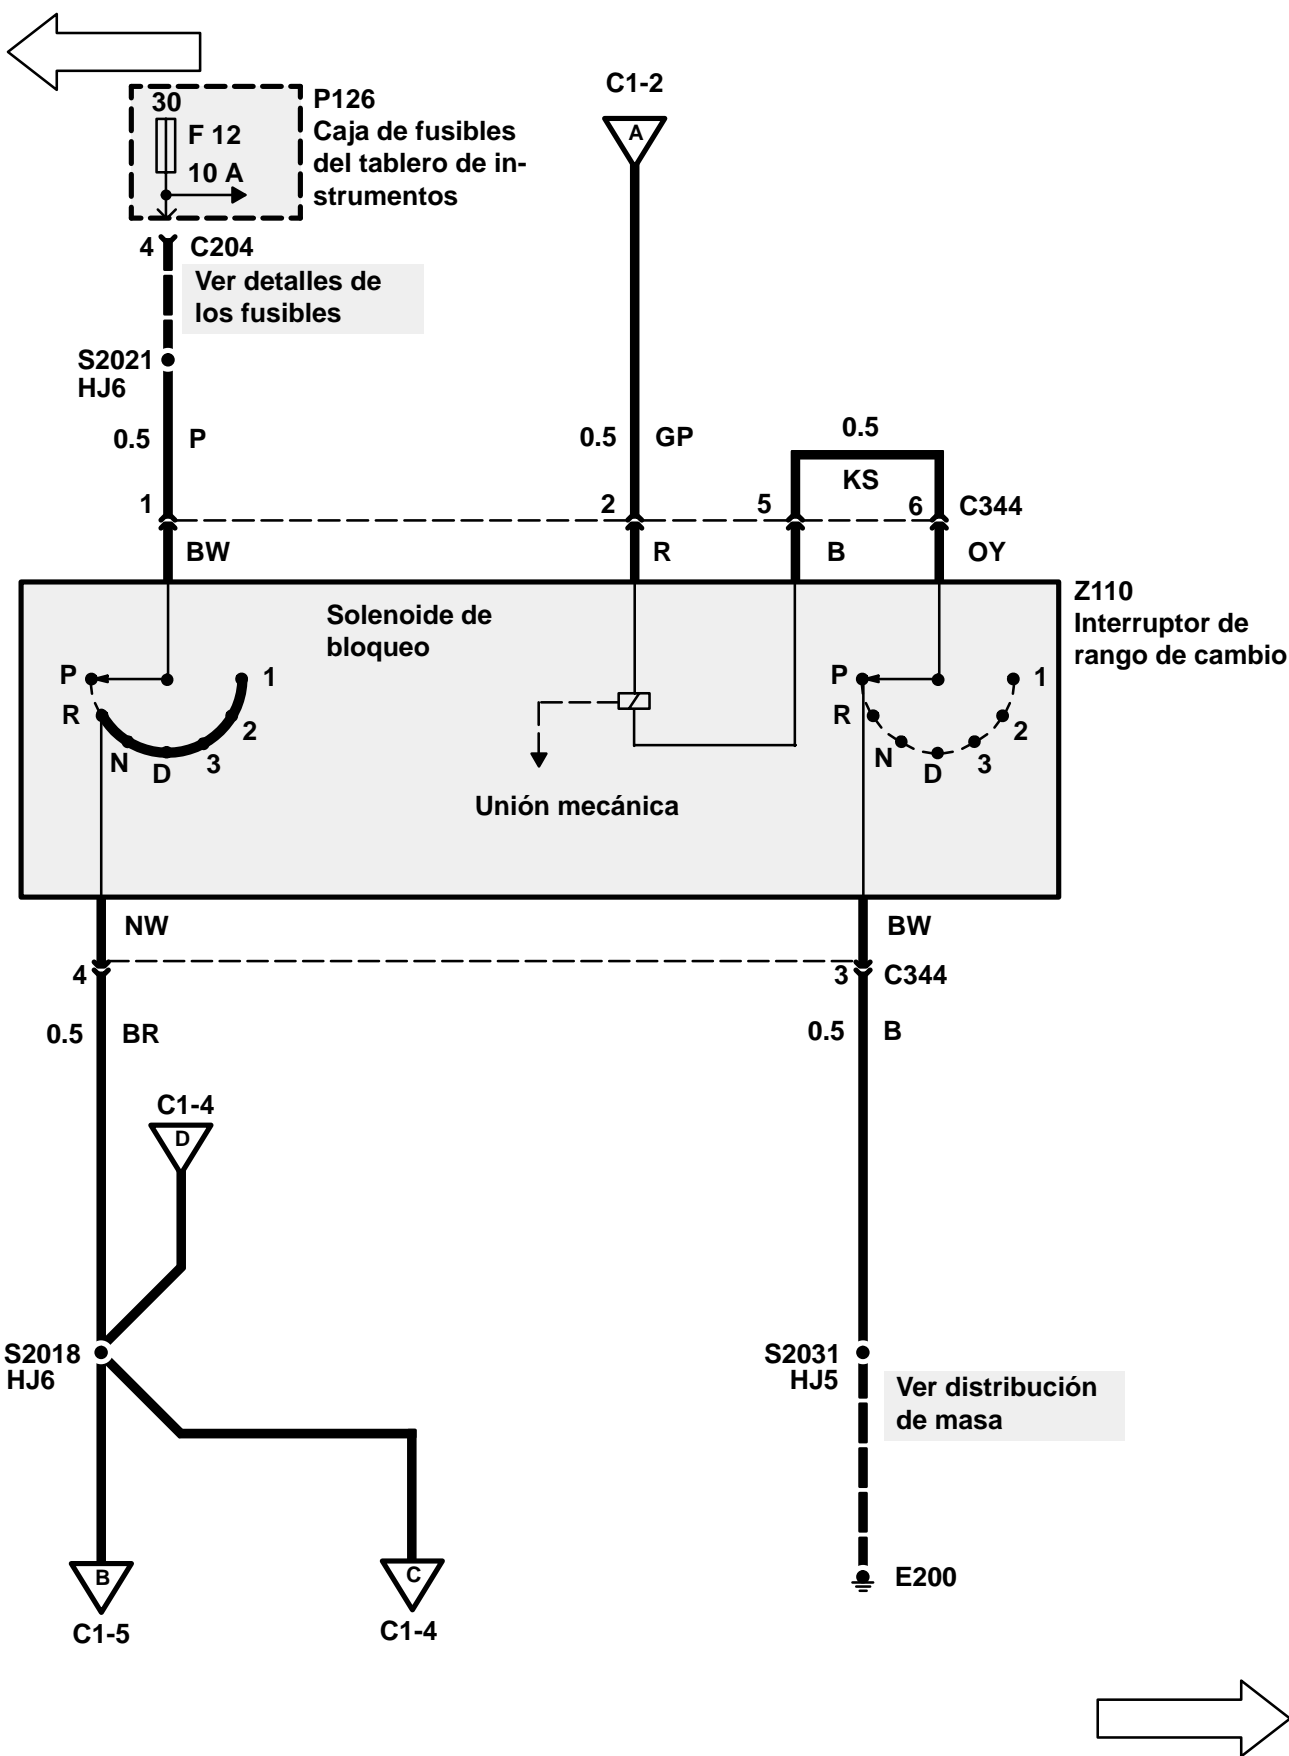 30
F 12
10 A
P126
Caja de fusibles
del tablero de in-
strumentos
C1-2
A
4
C204
Ver detalles de
los fusibles
S2021
HJ6
0.5
P
0.5
GP
0.5
KS
1
2
5
6
C344
BW
R
B
OY
Z110
Interruptor de
rango de cambio
Solenoide de
bloqueo
P
R
N
D
3
2
1
Unión mecánica
P
R
N
D
3
2
1
NW
BW
4
3
C344
0.5
BR
0.5
B
C1-4
D
S2018
HJ6
S2031
HJ5
Ver distribución
de masa
B
C1-5
C
C1-4
E200